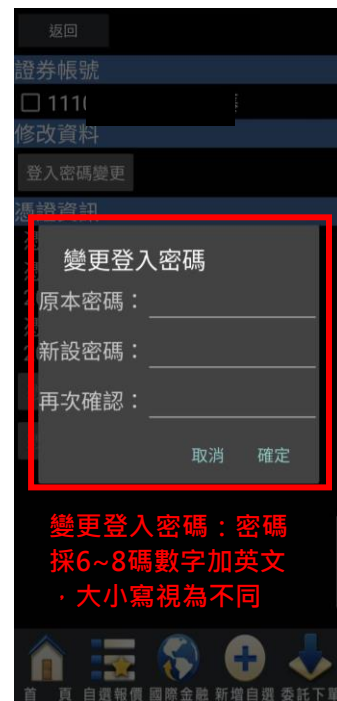 返回
證券帳號
111
修改資料
登入密碼變更
憑證資訊
變更登入密碼
原本密碼：
新設密碼：
再次確認：
取消 確定
變更登入密碼：密碼
採6~8碼數字加英文
，大小寫視為不同
首 頁 自選報價 國際金融 新增自選 委託下單